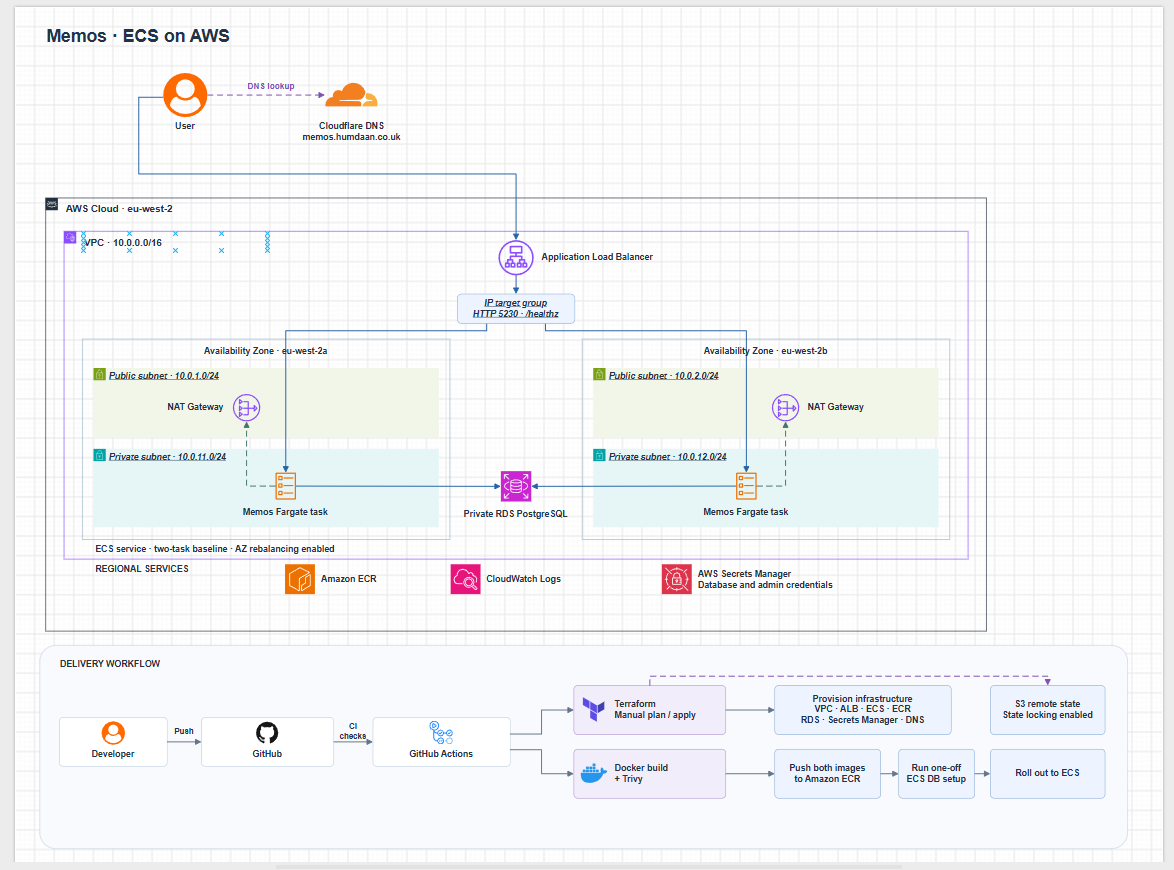 Memos · ECS on AWS
DNS lookup
User
Cloudflare DNS
memos.humdaan.co.uk
aws
AWS Cloud · eu-west-2
VPC · 10.0.0.0/16
Application Load Balancer
IP target group
HTTP 5230 · /healthz
Availability Zone · eu-west-2a
Availability Zone · eu-west-2b
Public subnet · 10.0.1.0/24
Public subnet · 10.0.2.0/24
NAT Gateway
NAT Gateway
Private subnet · 10.0.11.0/24
Private subnet · 10.0.12.0/24
Memos Fargate task
Private RDS PostgreSQL
Memos Fargate task
ECS service · two-task baseline · AZ rebalancing enabled
REGIONAL SERVICES
Amazon ECR
CloudWatch Logs
AWS Secrets Manager
Database and admin credentials
DELIVERY WORKFLOW
Developer
Push
GitHub
CI
checks
GitHub Actions
Terraform
Manual plan / apply
Provision infrastructure
VPC · ALB · ECS · ECR
RDS · Secrets Manager · DNS
S3 remote state
State locking enabled
Docker build
+ Trivy
Push both images
to Amazon ECR
Run one-off
ECS DB setup
Roll out to ECS